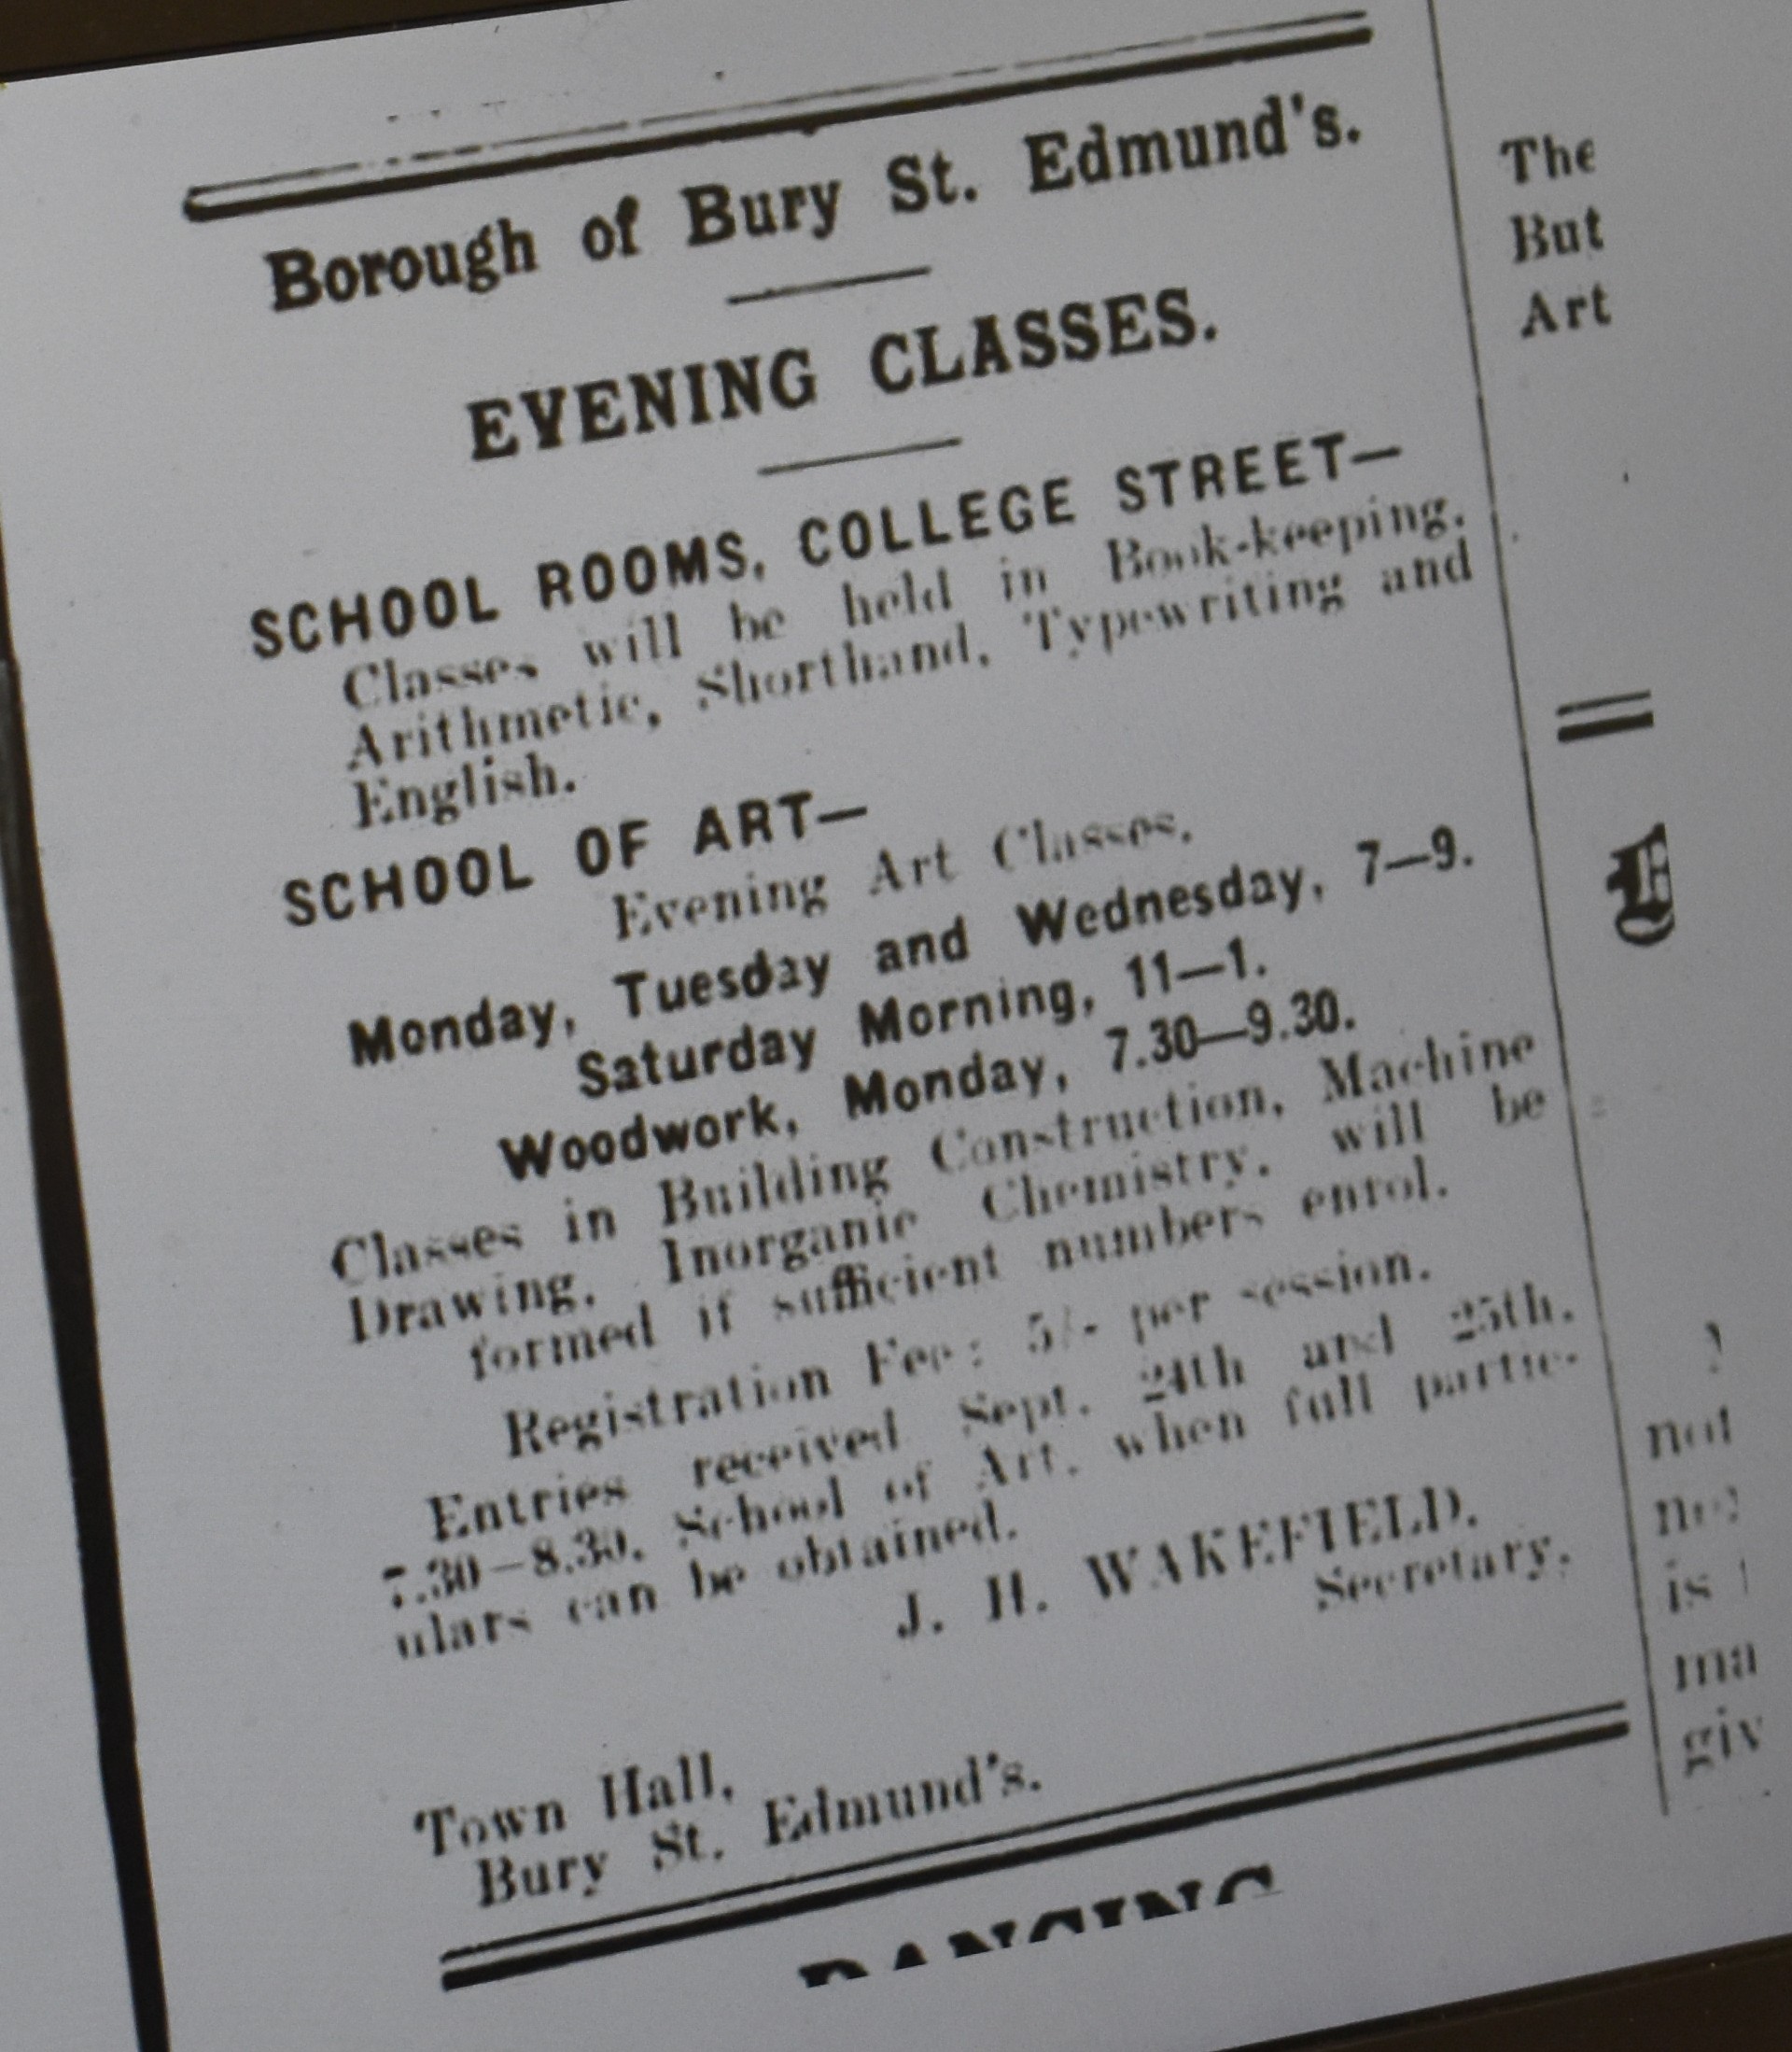 Borough of Bury St. Edmund's.
EVENING CLASSES.
SCHOOL ROOMS, COLLEGE STREET—
Classes will be held in Book-keeping,
Arithmetic, Shorthand, Typewriting and
English.
SCHOOL OF ART—
Evening Art Classes.
Monday, Tuesday and Wednesday, 7—9.
Saturday Morning, 11—1.
Woodwork, Monday, 7.30—9.30.
Classes in Building Construction, Machine
Drawing, Inorganic Chemistry, will be
formed if sufficient numbers enrol.
Registration Fee: 5/- per session.
Entries received Sept. 24th and 25th,
7.30–8.30, School of Art, when full partic-
ulars can be obtained.
J. H. WAKEFIELD,
Secretary.
Town Hall,
Bury St. Edmund's.
DANCING
The
But
Art
not
is
ma
giv